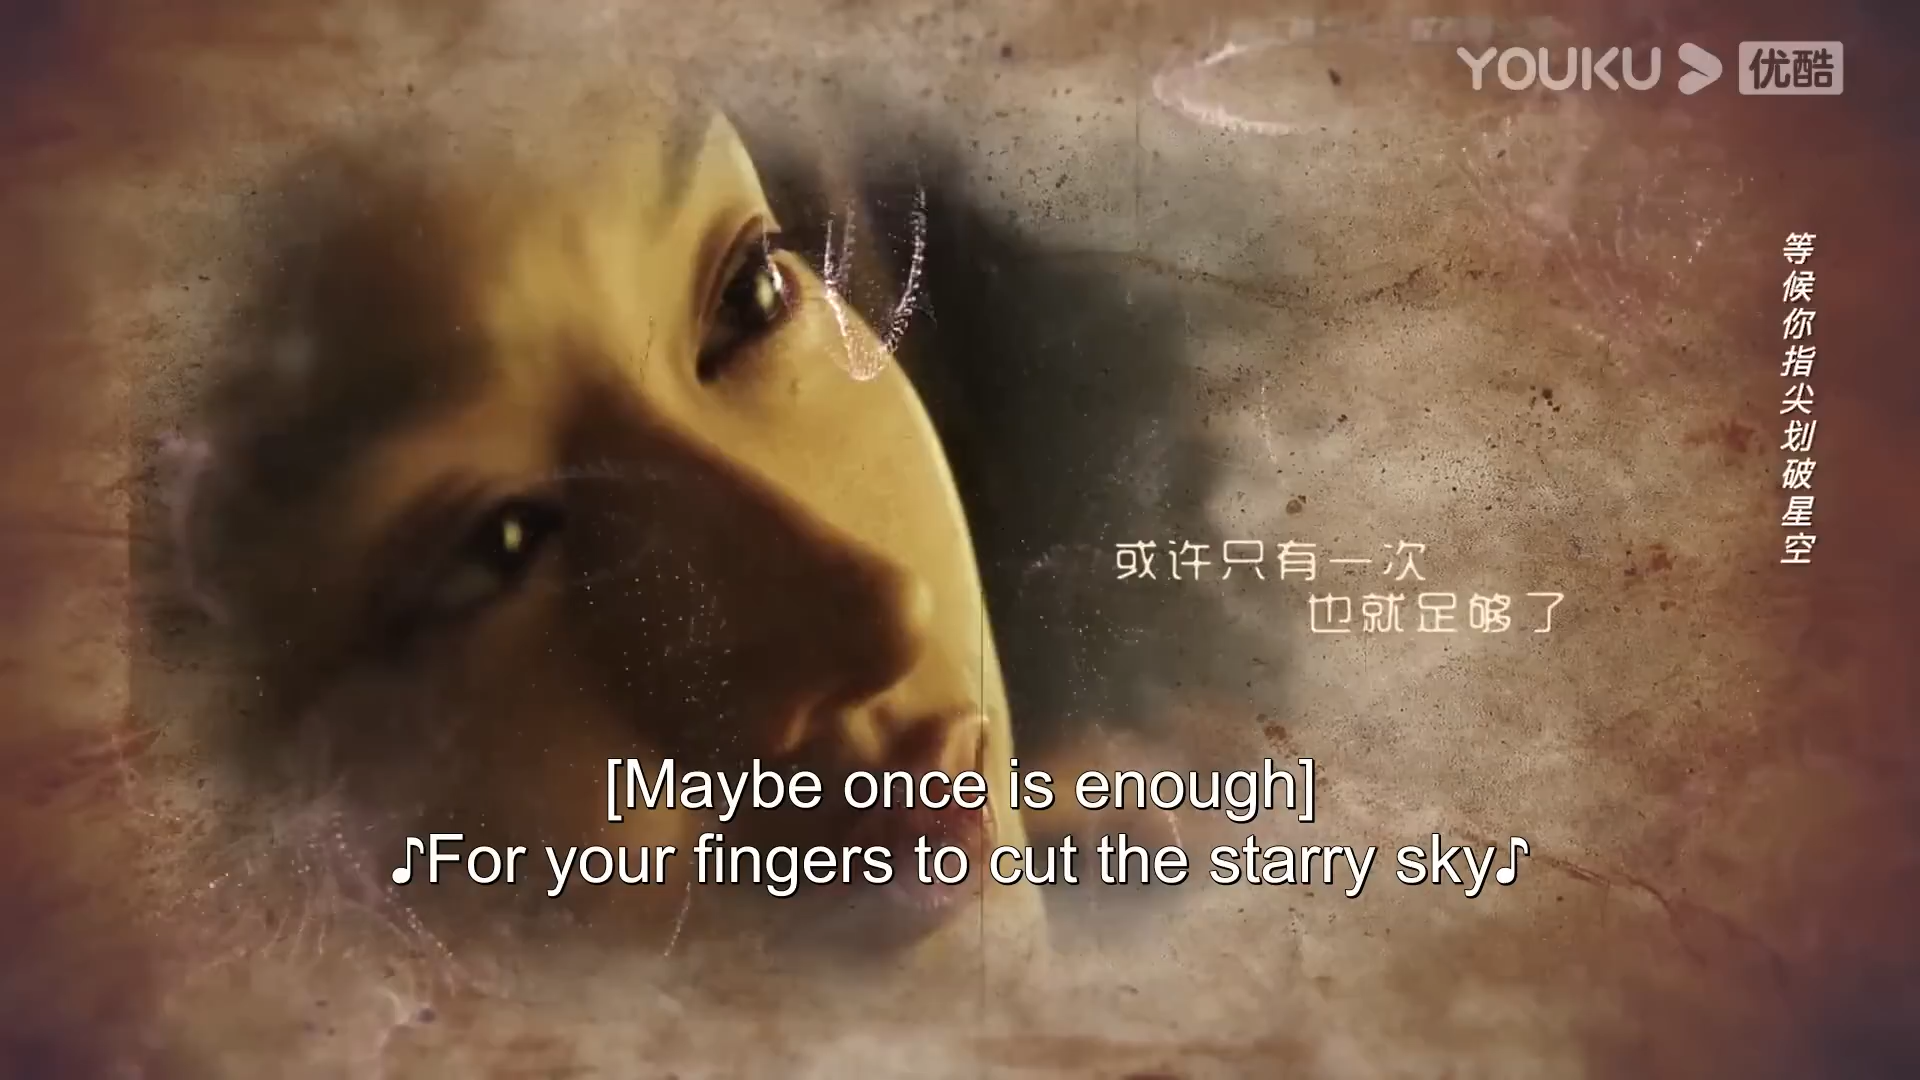 YOUKU 优酷
等候你指尖划破星空
或许只有一次
也就足够了
[Maybe once is enough]
♪For your fingers to cut the starry sky♪